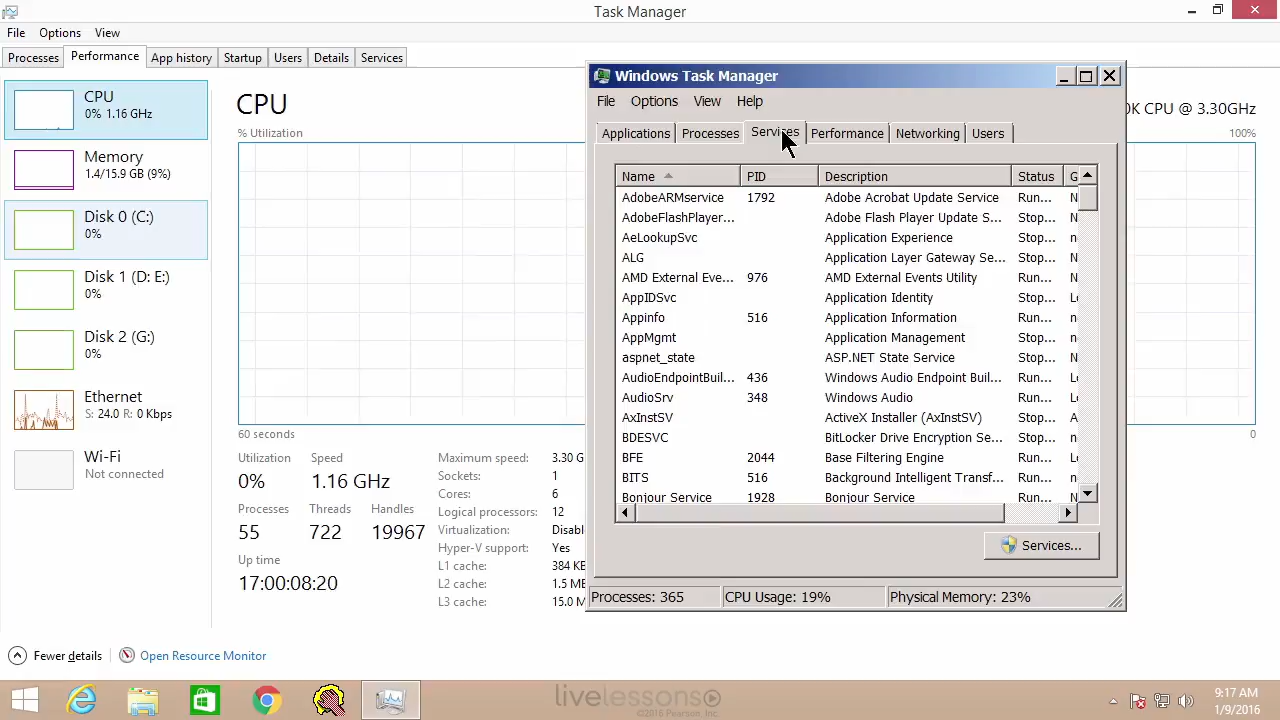 Task Manager
File Options View
Processes Performance App history Startup Users Details Services
CPU
0% 1.16 GHz
Memory
1.4/15.9 GB (9%)
Disk 0 (C:)
0%
Disk 1 (D: E:)
0%
Disk 2 (G:)
0%
Ethernet
S: 24.0 R: 0 Kbps
Wi-Fi
Not connected
CPU
0K CPU @ 3.30GHz
% Utilization
100%
60 seconds
0
Utilization Speed
0% 1.16 GHz
Processes Threads Handles
55 722 19967
Up time
17:00:08:20
Maximum speed: 3.30 G
Sockets: 1
Cores: 6
Logical processors: 12
Virtualization: Disabl
Hyper-V support: Yes
L1 cache: 384 KB
L2 cache: 1.5 MB
L3 cache: 15.0 M
Fewer details
Open Resource Monitor
Windows Task Manager
File Options View Help
Applications Processes Services Performance Networking Users
Name PID Description Status G
AdobeARMservice 1792 Adobe Acrobat Update Service Run... N
AdobeFlashPlayer... Adobe Flash Player Update S... Stop... N
AeLookupSvc Application Experience Stop... n
ALG Application Layer Gateway Se... Stop... n
AMD External Eve... 976 AMD External Events Utility Run... N
AppIDSvc Application Identity Stop... L
Appinfo 516 Application Information Run... n
AppMgmt Application Management Stop... n
aspnet_state ASP.NET State Service Stop... N
AudioEndpointBuil... 436 Windows Audio Endpoint Buil... Run... L
AudioSrv 348 Windows Audio Run... L
AxInstSV ActiveX Installer (AxInstSV) Stop... A
BDESVC BitLocker Drive Encryption Se... Stop... n
BFE 2044 Base Filtering Engine Run... L
BITS 516 Background Intelligent Transf... Run... n
Bonjour Service 1928 Bonjour Service Run... N
Services...
Processes: 365 CPU Usage: 19% Physical Memory: 23%
livelessons
©2016 Pearson, Inc.
9:17 AM
1/9/2016